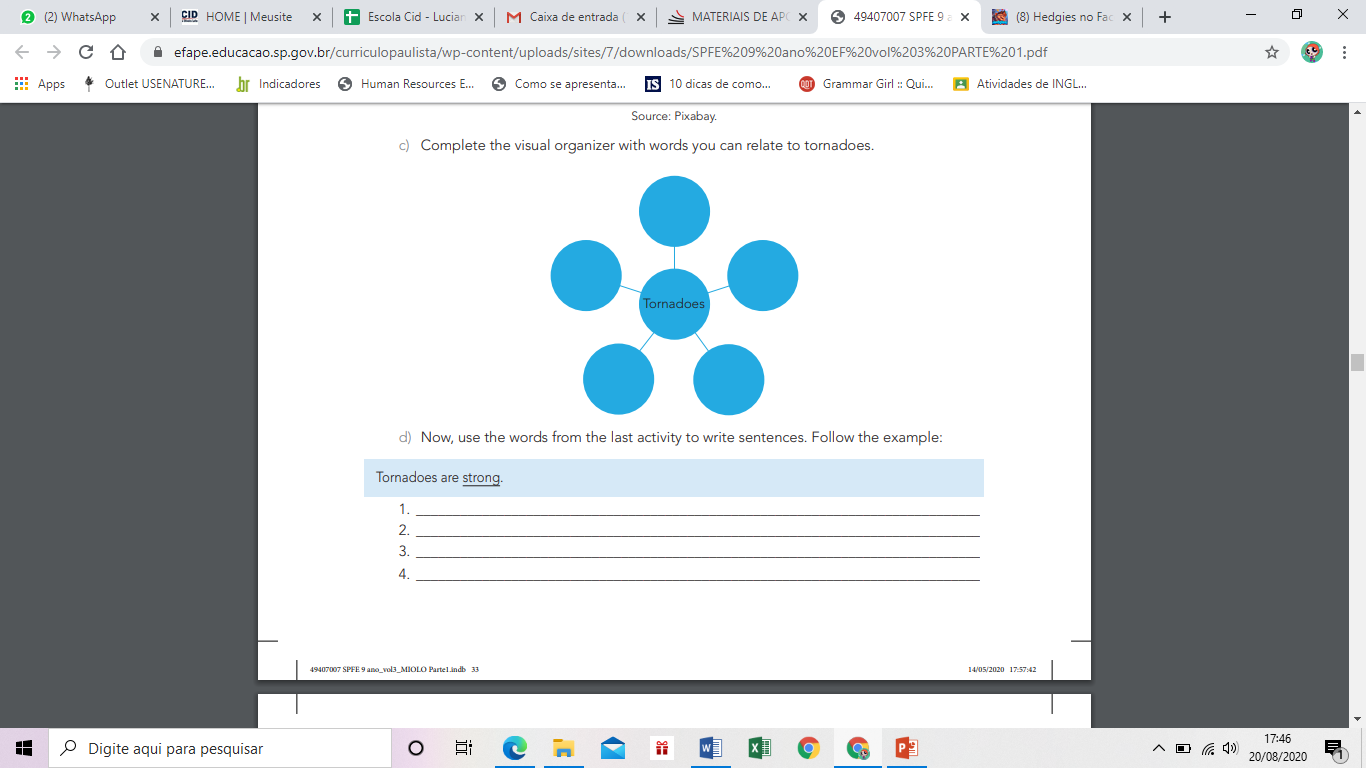 (2) WhatsApp
CID HOME | Meusite
Escola Cid - Lucian
Caixa de entrada (
MATERIAIS DE APO
49407007 SPFE 9 a
(8) Hedgies no Fac
efape.educacao.sp.gov.br/curriculopaulista/wp-content/uploads/sites/7/downloads/SPFE%209%20ano%20EF%20vol%203%20PARTE%201.pdf
Apps
Outlet USENATURE...
Indicadores
Human Resources E...
Como se apresenta...
IS 10 dicas de como...
QDT Grammar Girl :: Qui...
Atividades de INGL...
Source: Pixabay.
c) Complete the visual organizer with words you can relate to tornadoes.
Tornadoes
d) Now, use the words from the last activity to write sentences. Follow the example:
Tornadoes are strong.
1.
2.
3.
4.
49407007 SPFE 9 ano_vol3_MIOLO Parte1.indb 33
14/05/2020 17:57:42
Digite aqui para pesquisar
17:46
20/08/2020
1